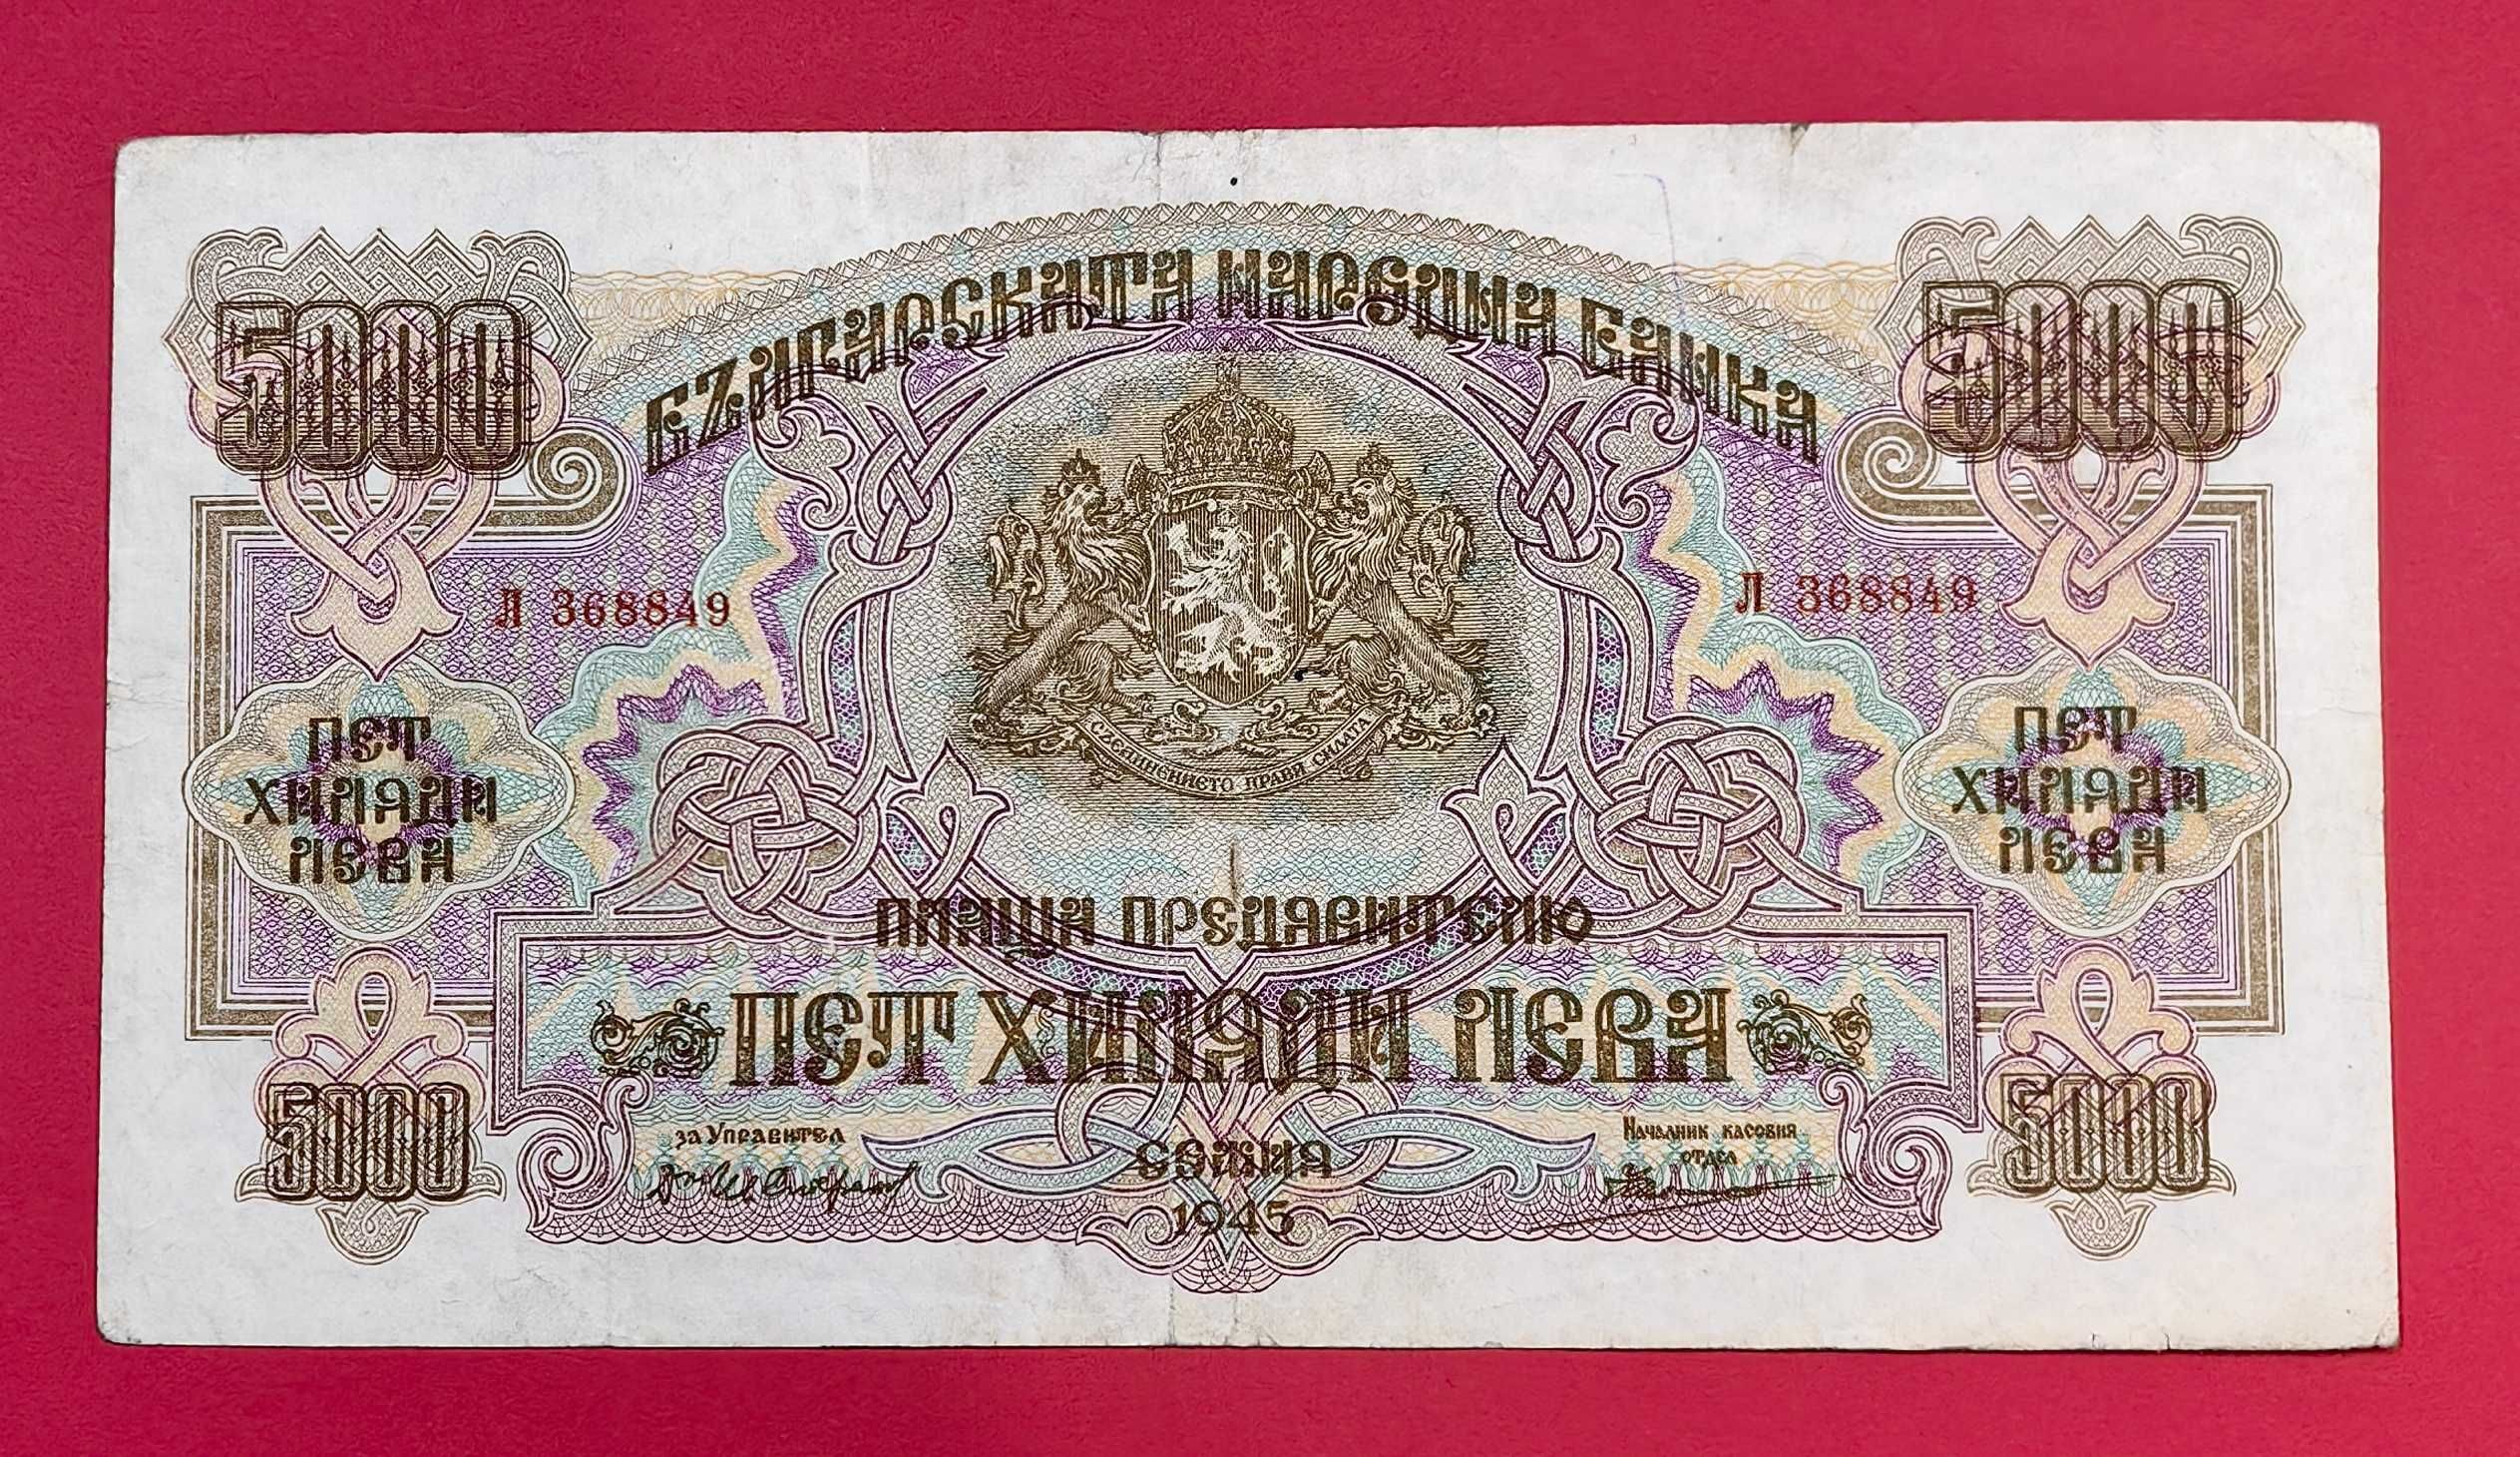 БЪЛГАРСКАТА НАРОДНА БАНКА
5000
5000
Л 368849
Л 368849
СЪЕДИНЕНИЕТО ПРАВИ СИЛАТА
ПЕТ
ХИЛЯДИ
ЛЕВА
ПЕТ
ХИЛЯДИ
ЛЕВА
ПЛАЩА ПРЕДЯВИТЕЛЮ
ПЕТ ХИЛЯДИ ЛЕВА
5000
5000
за Управител
Началник касовия
отдел
СОФИЯ
1945